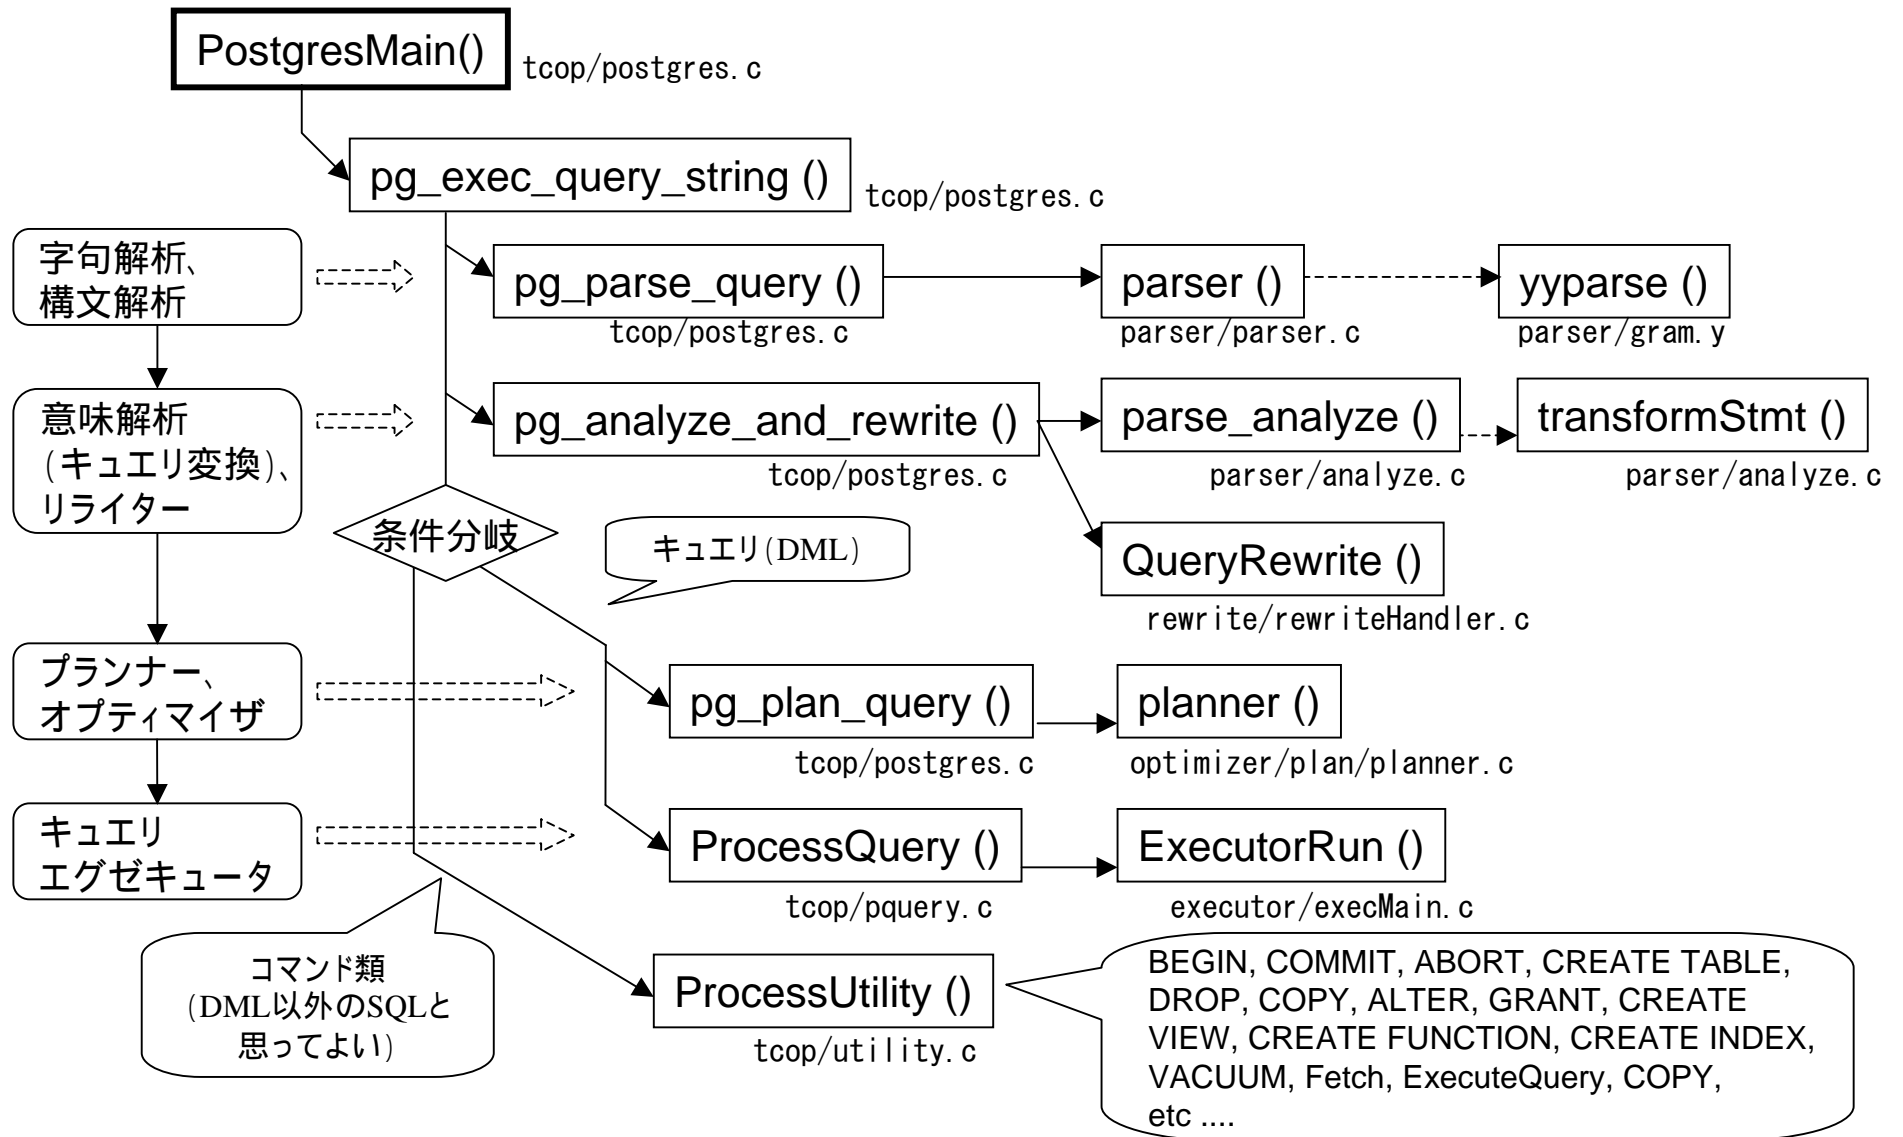 PostgresMain()
tcop/postgres.c
pg_exec_query_string ()
tcop/postgres.c
字句解析、
構文解析
pg_parse_query ()
tcop/postgres.c
parser ()
parser/parser.c
yyparse ()
parser/gram.y
意味解析
(キュエリ変換)、
リライター
pg_analyze_and_rewrite ()
tcop/postgres.c
parse_analyze ()
parser/analyze.c
transformStmt ()
parser/analyze.c
条件分岐
キュエリ(DML)
QueryRewrite ()
rewrite/rewriteHandler.c
プランナー、
オプティマイザ
pg_plan_query ()
tcop/postgres.c
planner ()
optimizer/plan/planner.c
キュエリ
エグゼキュータ
ProcessQuery ()
tcop/pquery.c
ExecutorRun ()
executor/execMain.c
コマンド類
(DML以外のSQLと
思ってよい)
ProcessUtility ()
tcop/utility.c
BEGIN, COMMIT, ABORT, CREATE TABLE,
DROP, COPY, ALTER, GRANT, CREATE
VIEW, CREATE FUNCTION, CREATE INDEX,
VACUUM, Fetch, ExecuteQuery, COPY,
etc ....